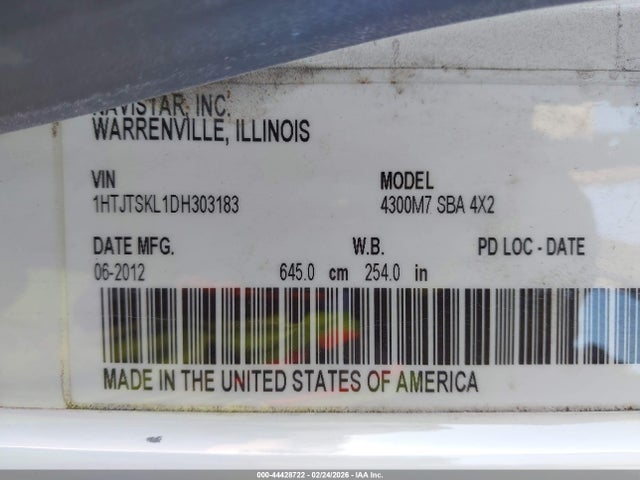 NAVISTAR, INC.
WARRENVILLE, ILLINOIS
VIN MODEL
1HTJTSKL1DH303183 4300M7 SBA 4X2
DATE MFG. W.B. PD LOC - DATE
06-2012 645.0 cm 254.0 in
MADE IN THE UNITED STATES OF AMERICA
000-44428722 - 02/24/2026 - IAA Inc.